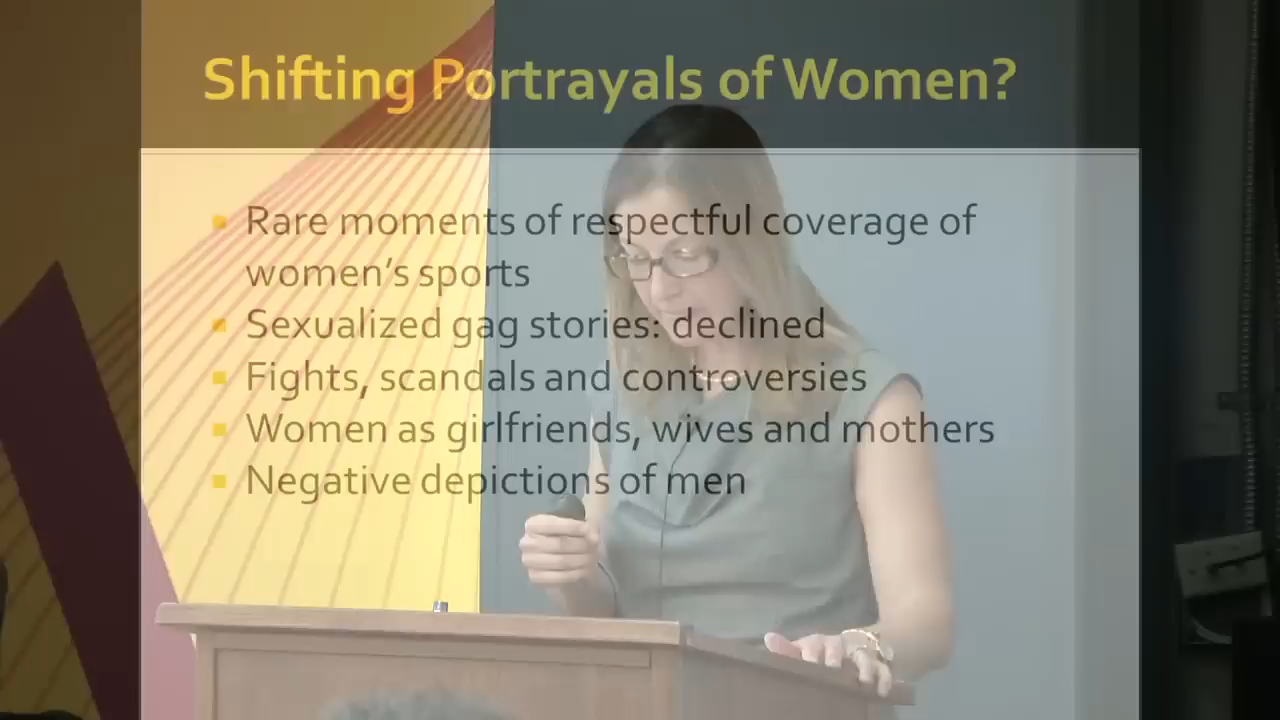 Shifting Portrayals of Women?
Rare moments of respectful coverage of
women’s sports
Sexualized gag stories: declined
Fights, scandals and controversies
Women as girlfriends, wives and mothers
Negative depictions of men